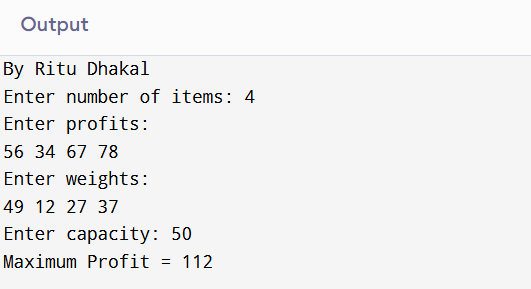 Output
By Ritu Dhakal
Enter number of items: 4
Enter profits:
56 34 67 78
Enter weights:
49 12 27 37
Enter capacity: 50
Maximum Profit = 112